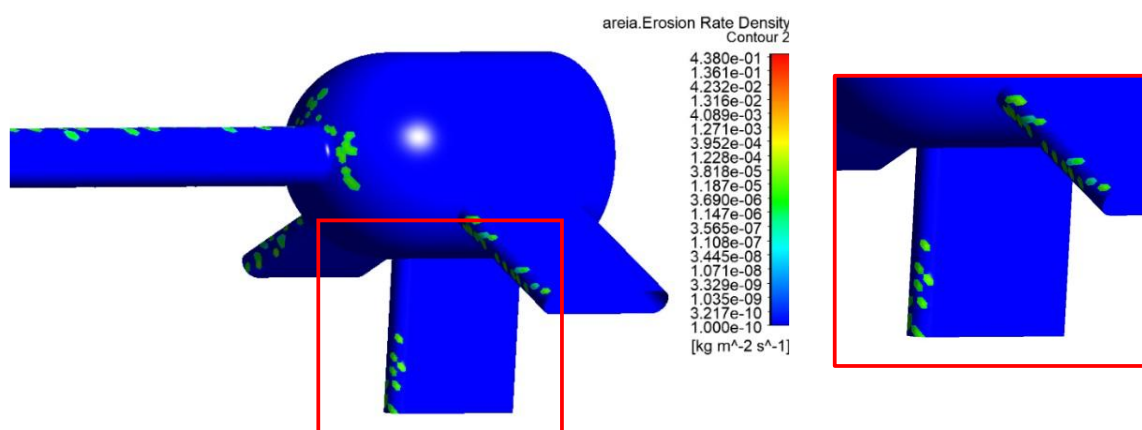 areia.Erosion Rate Density
Contour 2
4.380e-01
1.361e-01
4.232e-02
1.316e-02
4.089e-03
1.271e-03
3.952e-04
1.228e-04
3.818e-05
1.187e-05
3.690e-06
1.147e-06
3.565e-07
1.108e-07
3.445e-08
1.071e-08
3.329e-09
1.035e-09
3.217e-10
1.000e-10
[kg m^-2 s^-1]